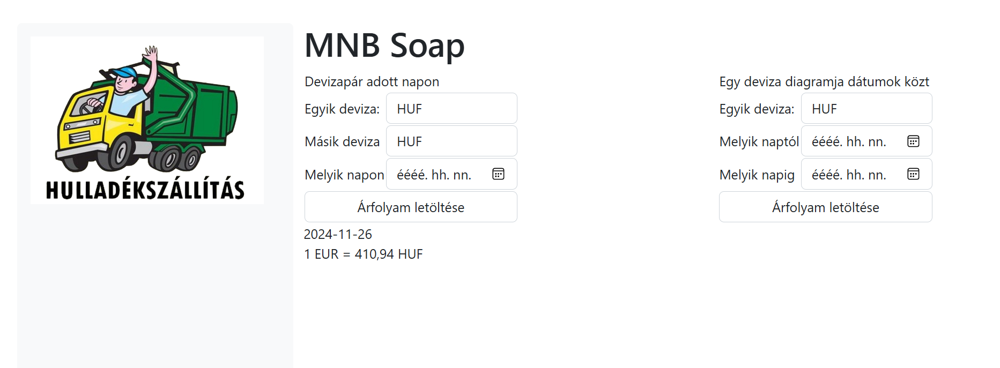 HULLADÉKSZÁLLÍTÁS
MNB Soap
Devizapár adott napon
Egyik deviza: HUF
Másik deviza HUF
Melyik napon éééé. hh. nn.
Árfolyam letöltése
2024-11-26
1 EUR = 410,94 HUF
Egy deviza diagramja dátumok közt
Egyik deviza: HUF
Melyik naptól éééé. hh. nn.
Melyik napig éééé. hh. nn.
Árfolyam letöltése